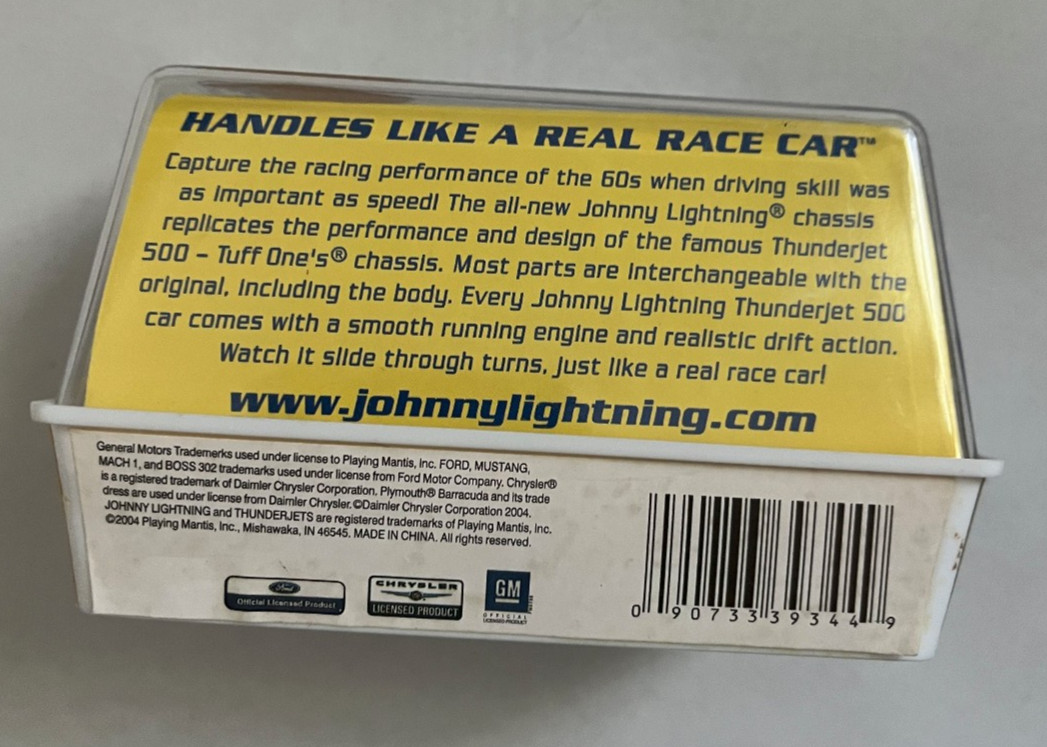 HANDLES LIKE A REAL RACE CAR™
Capture the racing performance of the 60s when driving skill was
as important as speed! The all-new Johnny Lightning® chassis
replicates the performance and design of the famous Thunderjet
500 – Tuff One's® chassis. Most parts are interchangeable with the
original, including the body. Every Johnny Lightning Thunderjet 500
car comes with a smooth running engine and realistic drift action.
Watch it slide through turns, just like a real race car!
www.johnnylightning.com
General Motors Trademerks used under license to Playing Mantis, Inc. FORD, MUSTANG,
MACH 1, and BOSS 302 trademarks used under license from Ford Motor Company. Chrysler®
is a registered trademark of Daimler Chrysler Corporation. Plymouth® Barracuda and its trade
dress are used under license from Daimler Chrysler. ©Daimler Chrysler Corporation 2004.
JOHNNY LIGHTNING and THUNDERJETS are registered trademarks of Playing Mantis, Inc.
©2004 Playing Mantis, Inc., Mishawaka, IN 46545. MADE IN CHINA. All rights reserved.
Ford
Official Licensed Product
CHRYSLER
LICENSED PRODUCT
GM
OFFICIAL
LICENSED PRODUCT
0 90733 39344 9